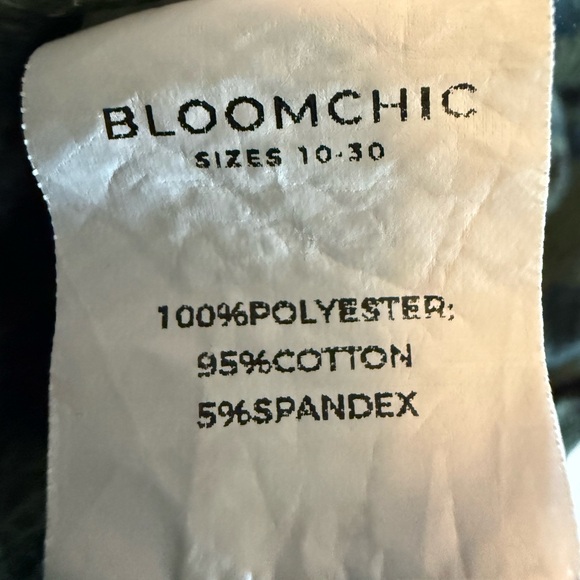 BLOOMCHIC
SIZES 10-30
100%POLYESTER;
95%COTTON
5%SPANDEX